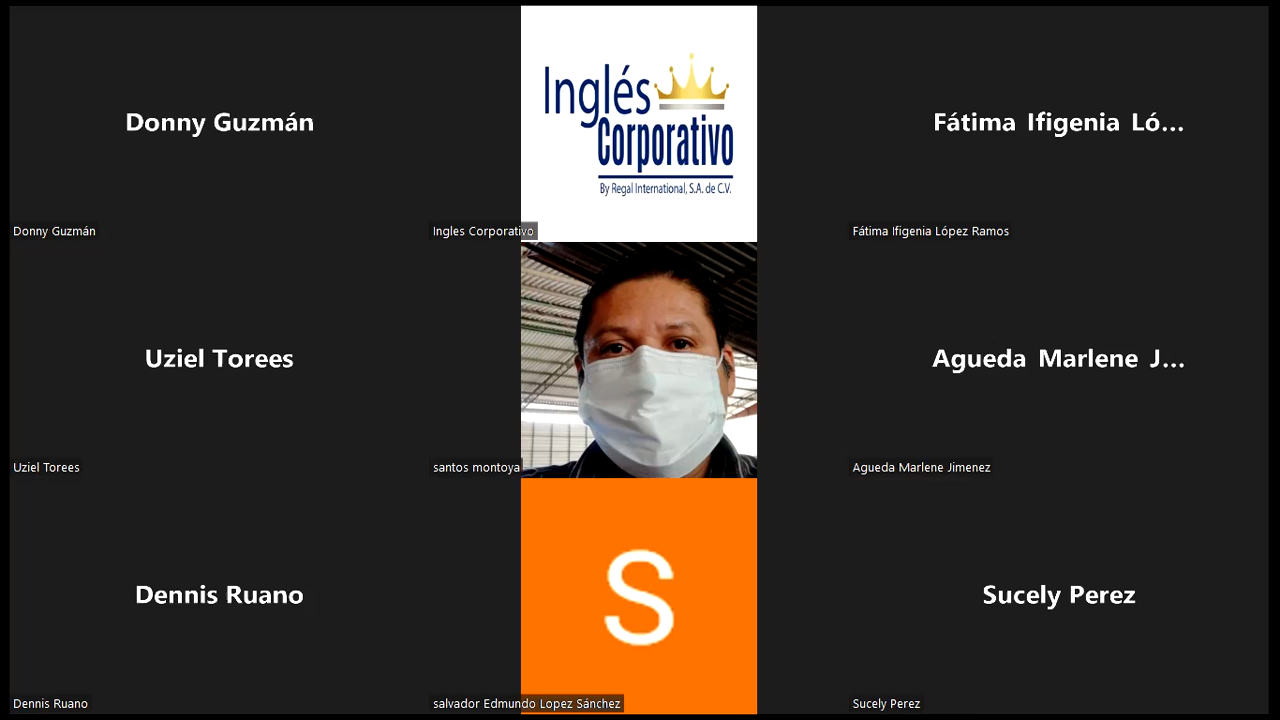 Donny Guzmán
Inglés
Corporativo
By Regal International, S.A. de C.V.
Fátima Ifigenia Ló...
Donny Guzmán
Ingles Corporativo
Fátima Ifigenia López Ramos
Uziel Torees
Agueda Marlene J...
Uziel Torees
santos montoya
Agueda Marlene Jimenez
Dennis Ruano
S
Sucely Perez
Dennis Ruano
salvador Edmundo Lopez Sánchez
Sucely Perez